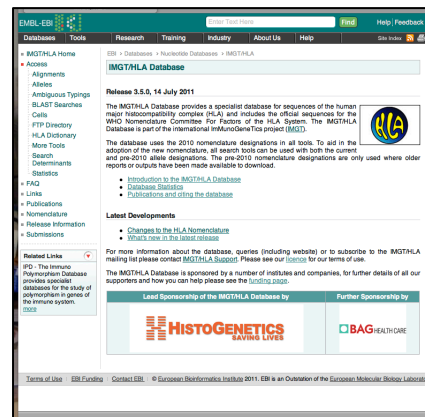 EMBL-EBI
Enter Text Here
Find
Help | Feedback
Databases Tools Research Training Industry About Us Help Site Index
IMGT/HLA Home
Access
Alignments
Alleles
Ambiguous Typings
BLAST Searches
Cells
FTP Directory
HLA Dictionary
More Tools
Search
Determinants
Statistics
FAQ
Links
Publications
Nomenclature
Release Information
Submissions
Related Links
IPD - The Immuno
Polymorphism Database
provides specialist
databases for the study of
polymorphism in genes of
the immune system.
more
EBI > Databases > Nucleotide Databases > IMGT/HLA
IMGT/HLA Database
Release 3.5.0, 14 July 2011
The IMGT/HLA Database provides a specialist database for sequences of the human
major histocompatibility complex (HLA) and includes the official sequences for the
WHO Nomenclature Committee For Factors of the HLA System. The IMGT/HLA
Database is part of the international ImMunoGeneTics project (IMGT).
HLA
The database uses the 2010 nomenclature designations in all tools. To aid in the
adoption of the new nomenclature, all search tools can be used with both the current
and pre-2010 allele designations. The pre-2010 nomenclature designations are only used where older
reports or outputs have been made available to download.
Introduction to the IMGT/HLA Database
Database Statistics
Publications and citing the database
Latest Developments
Changes to the HLA Nomenclature
What's new in the latest release
For more information about the database, queries (including website) or to subscribe to the IMGT/HLA
mailing list please contact IMGT/HLA Support. Please see our licence for our terms of use.
The IMGT/HLA Database is sponsored by a number of institutes and companies, for further details of all our
supporters and how you can help please see the funding page.
Lead Sponsorship of the IMGT/HLA Database by
Further Sponsorship by
HISTOGENETICS
SAVING LIVES
BAG HEALTH CARE
Terms of Use | EBI Funding | Contact EBI | © European Bioinformatics Institute 2011. EBI is an Outstation of the European Molecular Biology Laborato